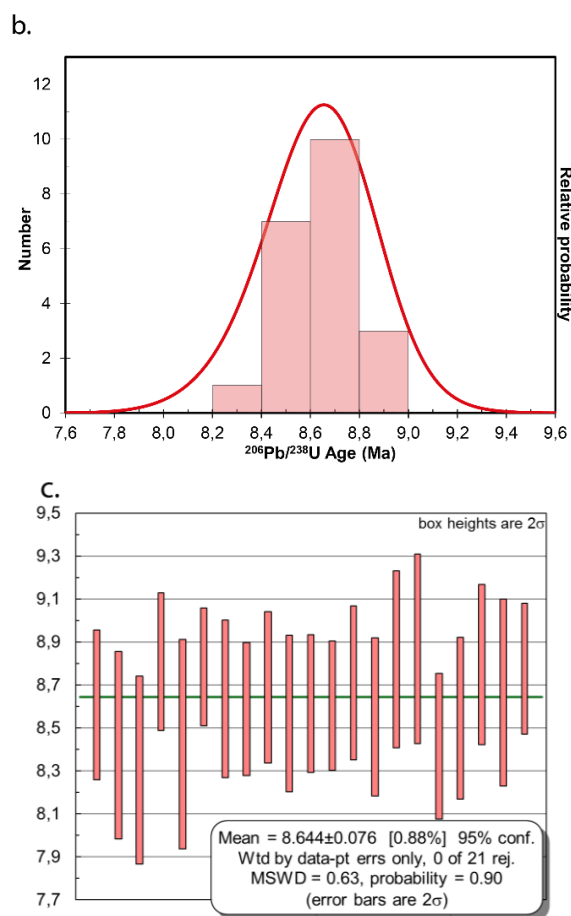 b.
12
10
8
6
4
2
0
Number
Relative probability
7,6 7,8 8,0 8,2 8,4 8,6 8,8 9,0 9,2 9,4 9,6
²⁰⁶Pb/²³⁸U Age (Ma)
c.
box heights are 2σ
9,5
9,3
9,1
8,9
8,7
8,5
8,3
8,1
7,9
7,7
Mean = 8.644±0.076 [0.88%] 95% conf.
Wtd by data-pt errs only, 0 of 21 rej.
MSWD = 0.63, probability = 0.90
(error bars are 2σ)